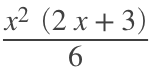 x² (2 x + 3)
6